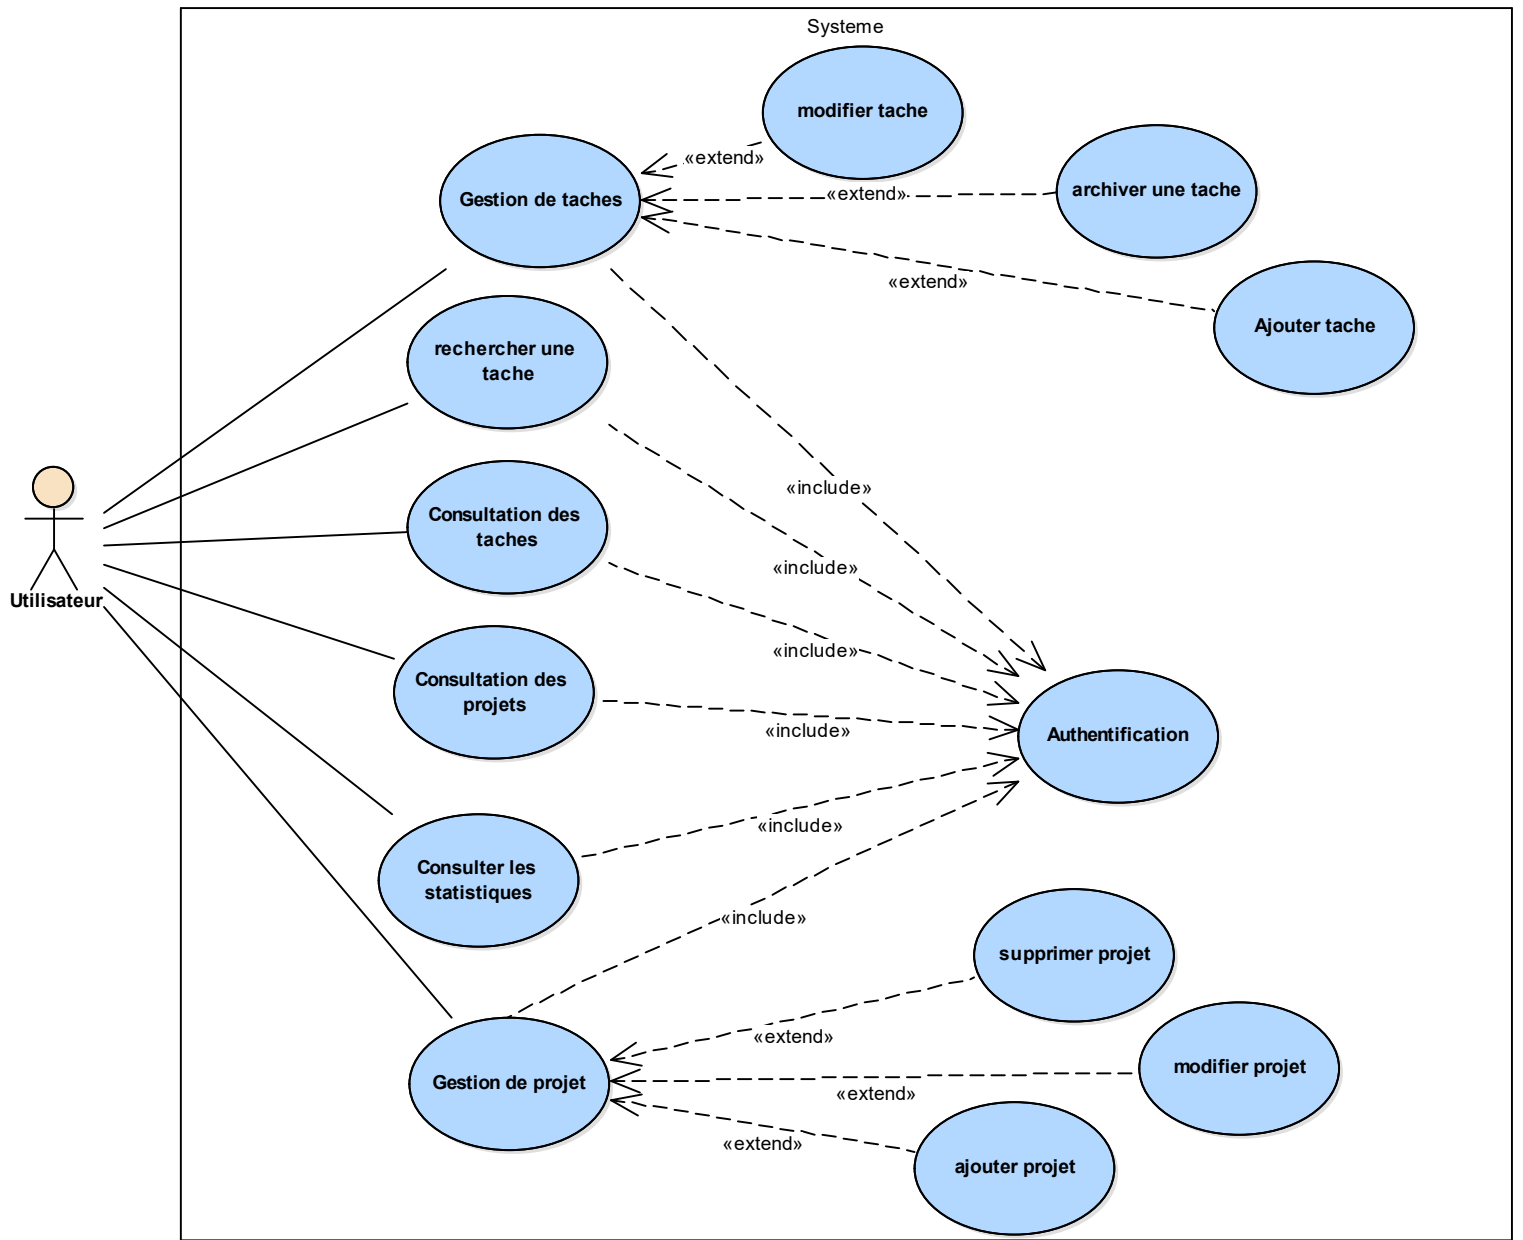 Systeme
modifier tache
«extend»
archiver une tache
Gestion de taches
«extend»
«extend»
Ajouter tache
rechercher une
tache
«include»
Consultation des
taches
«include»
Utilisateur
«include»
Consultation des
projets
«include»
Authentification
«include»
Consulter les
statistiques
«include»
supprimer projet
«extend»
modifier projet
Gestion de projet
«extend»
«extend»
ajouter projet